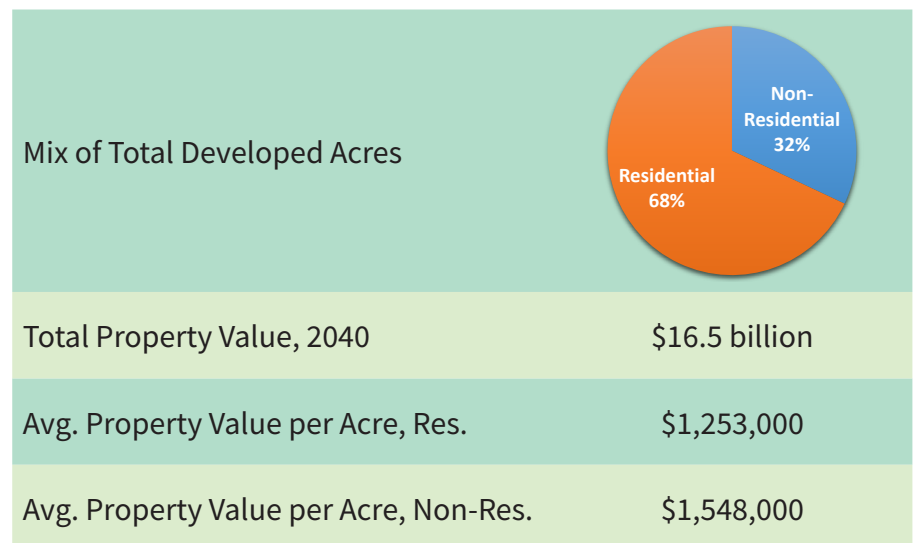 Mix of Total Developed Acres
Non-
Residential
32%
Residential
68%
Total Property Value, 2040 $16.5 billion
Avg. Property Value per Acre, Res. $1,253,000
Avg. Property Value per Acre, Non-Res. $1,548,000